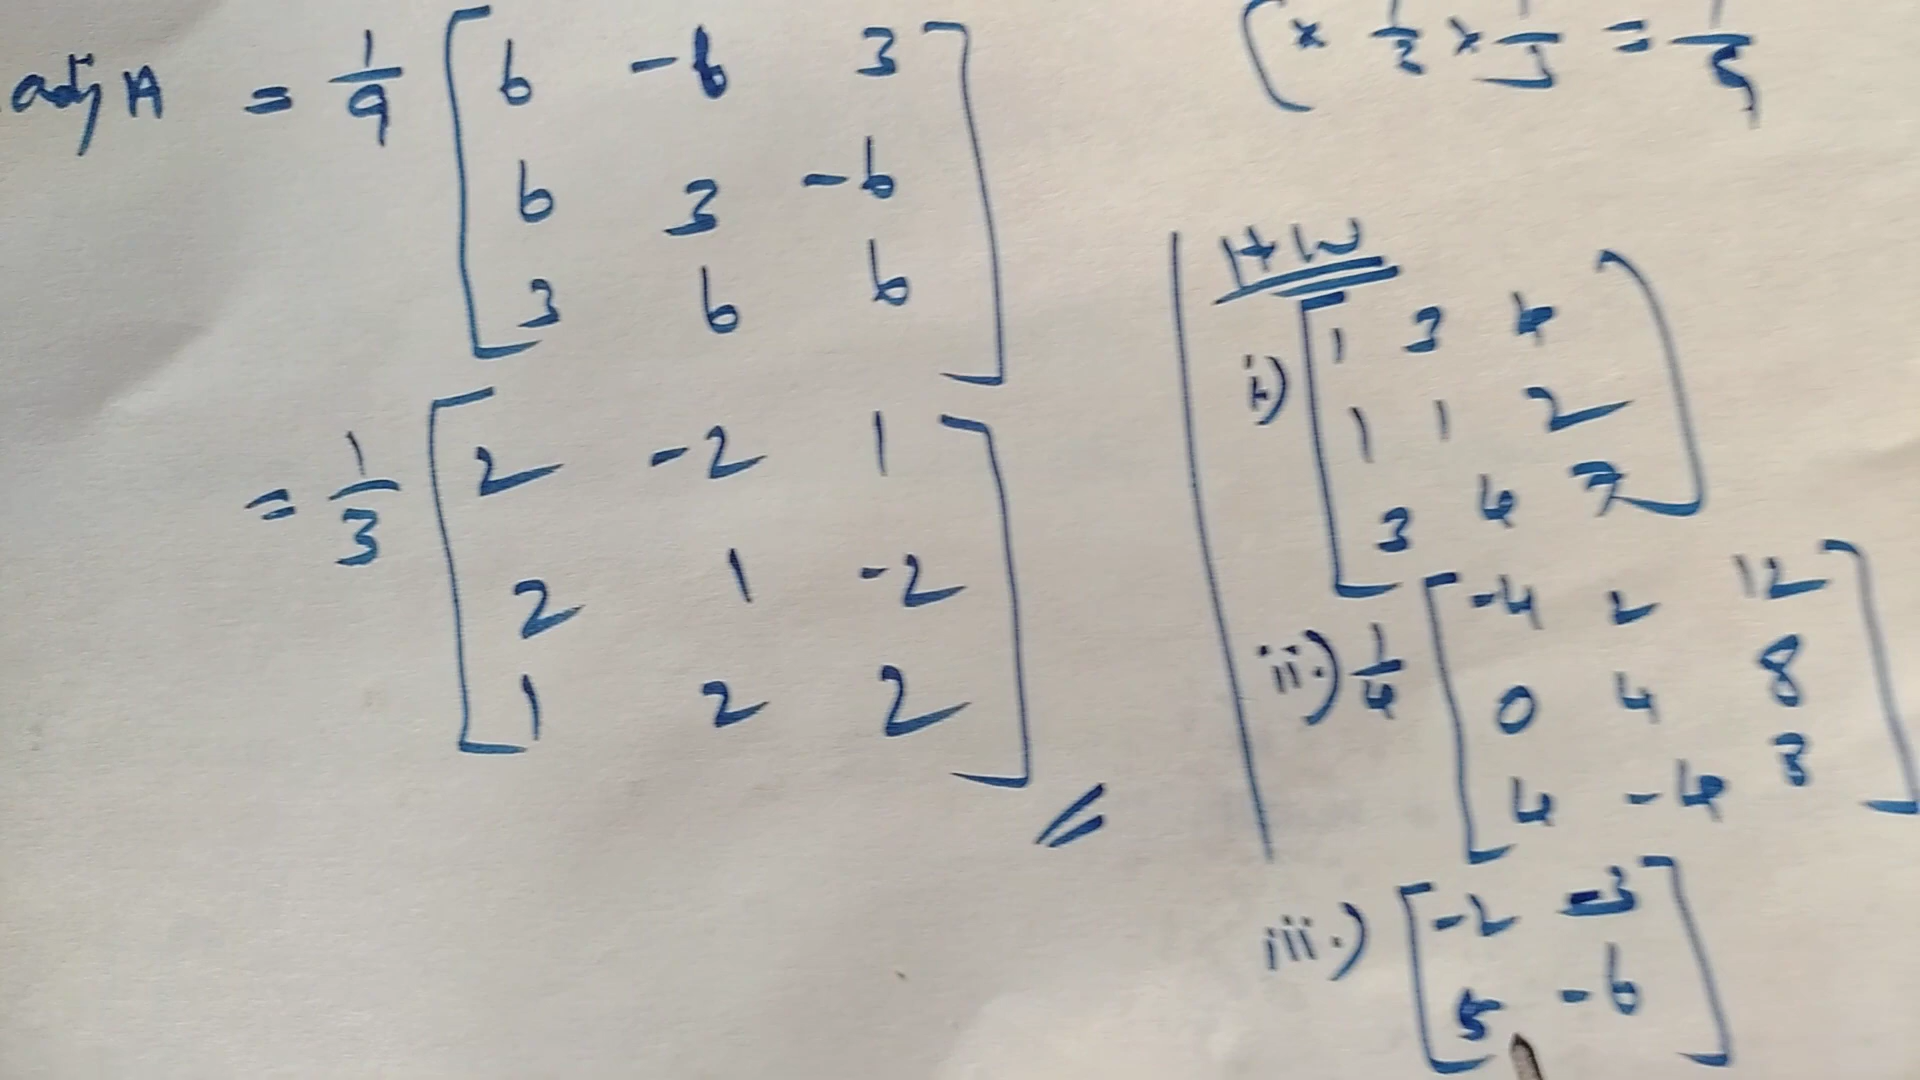 adj A = 1/9 [ 6 -6 3
6 3 -6
3 6 6 ]
= 1/3 [ 2 -2 1
2 1 -2
1 2 2 ]
H W
i) [ 1 3 4
1 1 2
3 4 7 ]
ii.) 1/4 [ -4 2 12
0 4 8
4 -4 3 ]
iii.) [ -2 -3
5 -6 ]